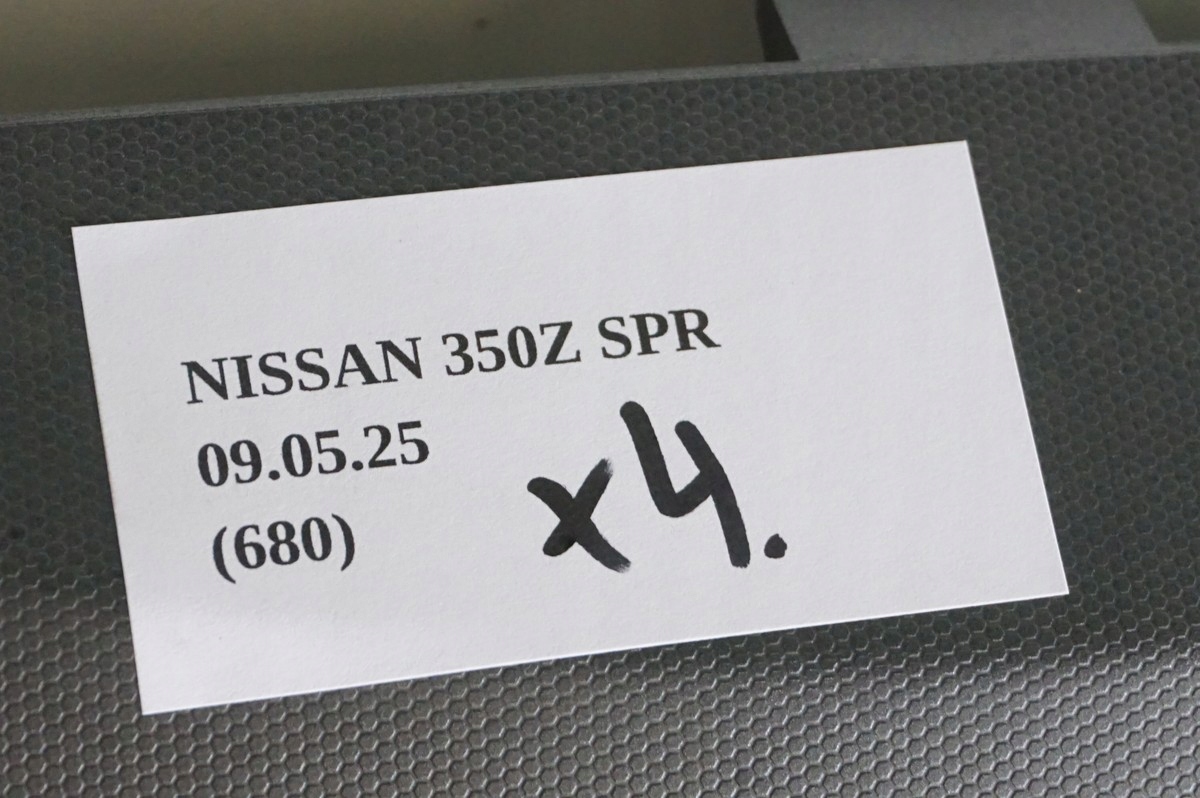 NISSAN 350Z SPR
09.05.25
(680)
x4.